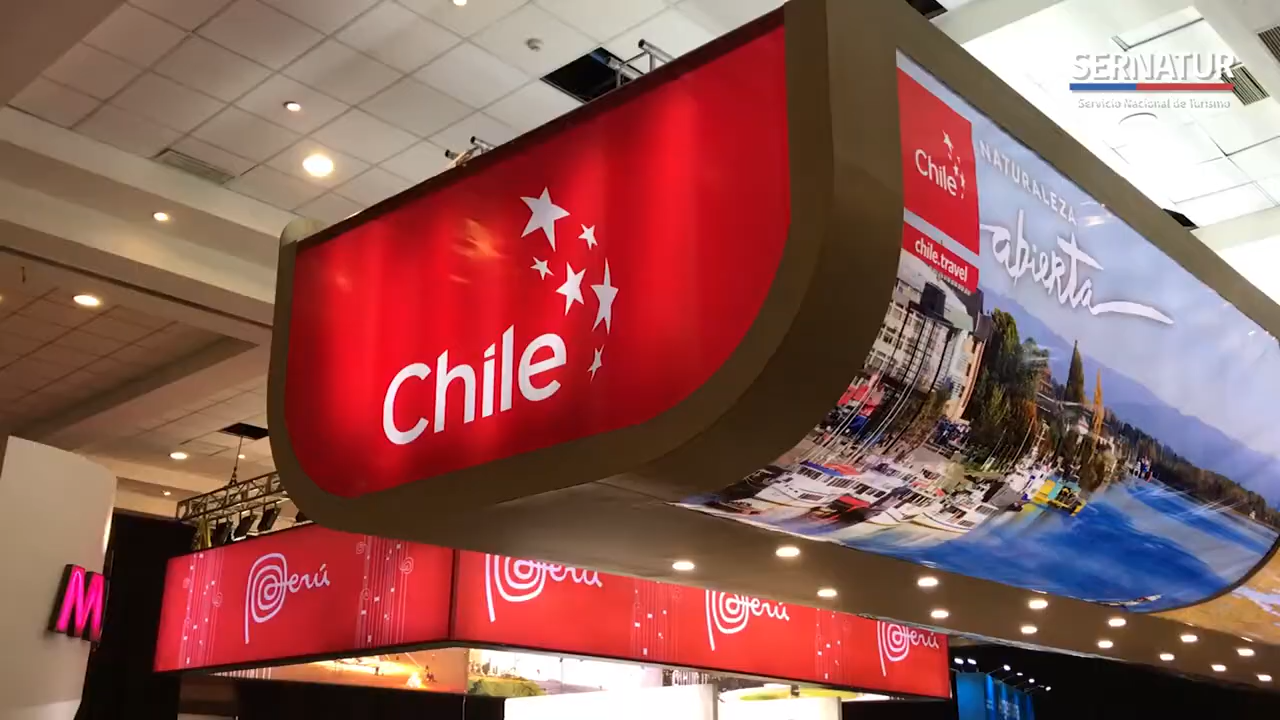 SERNATUR
Servicio Nacional de Turismo
Chile
Chile
chile.travel
NATURALEZA
abierta
M
Perú
Perú
Perú
Perú